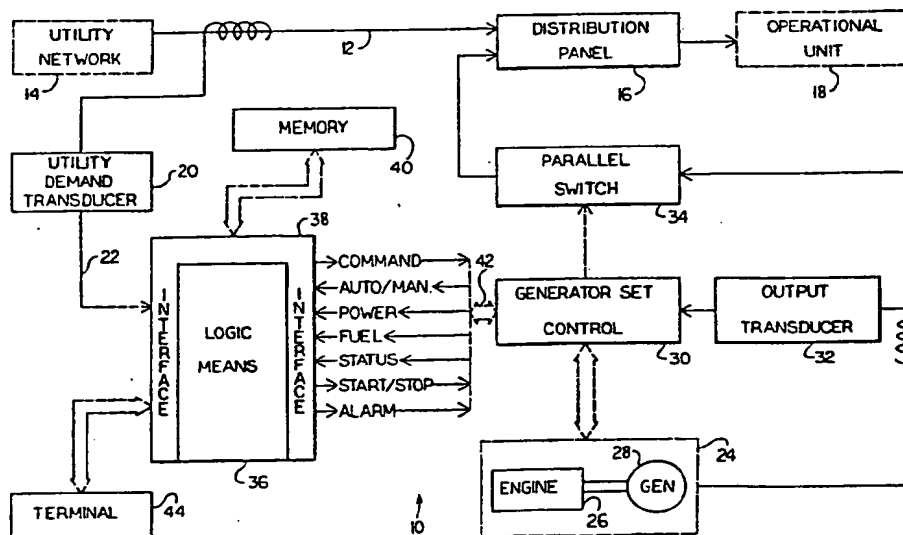 UTILITY
NETWORK
14
12
DISTRIBUTION
PANEL
16
OPERATIONAL
UNIT
18
UTILITY
DEMAND
TRANSDUCER
20
22
MEMORY
40
PARALLEL
SWITCH
34
38
INTERFACE
LOGIC
MEANS
36
INTERFACE
COMMAND
AUTO/MAN.
POWER
FUEL
STATUS
START/STOP
ALARM
42
GENERATOR SET
CONTROL
30
OUTPUT
TRANSDUCER
32
TERMINAL
44
10
ENGINE
26
28
GEN
24